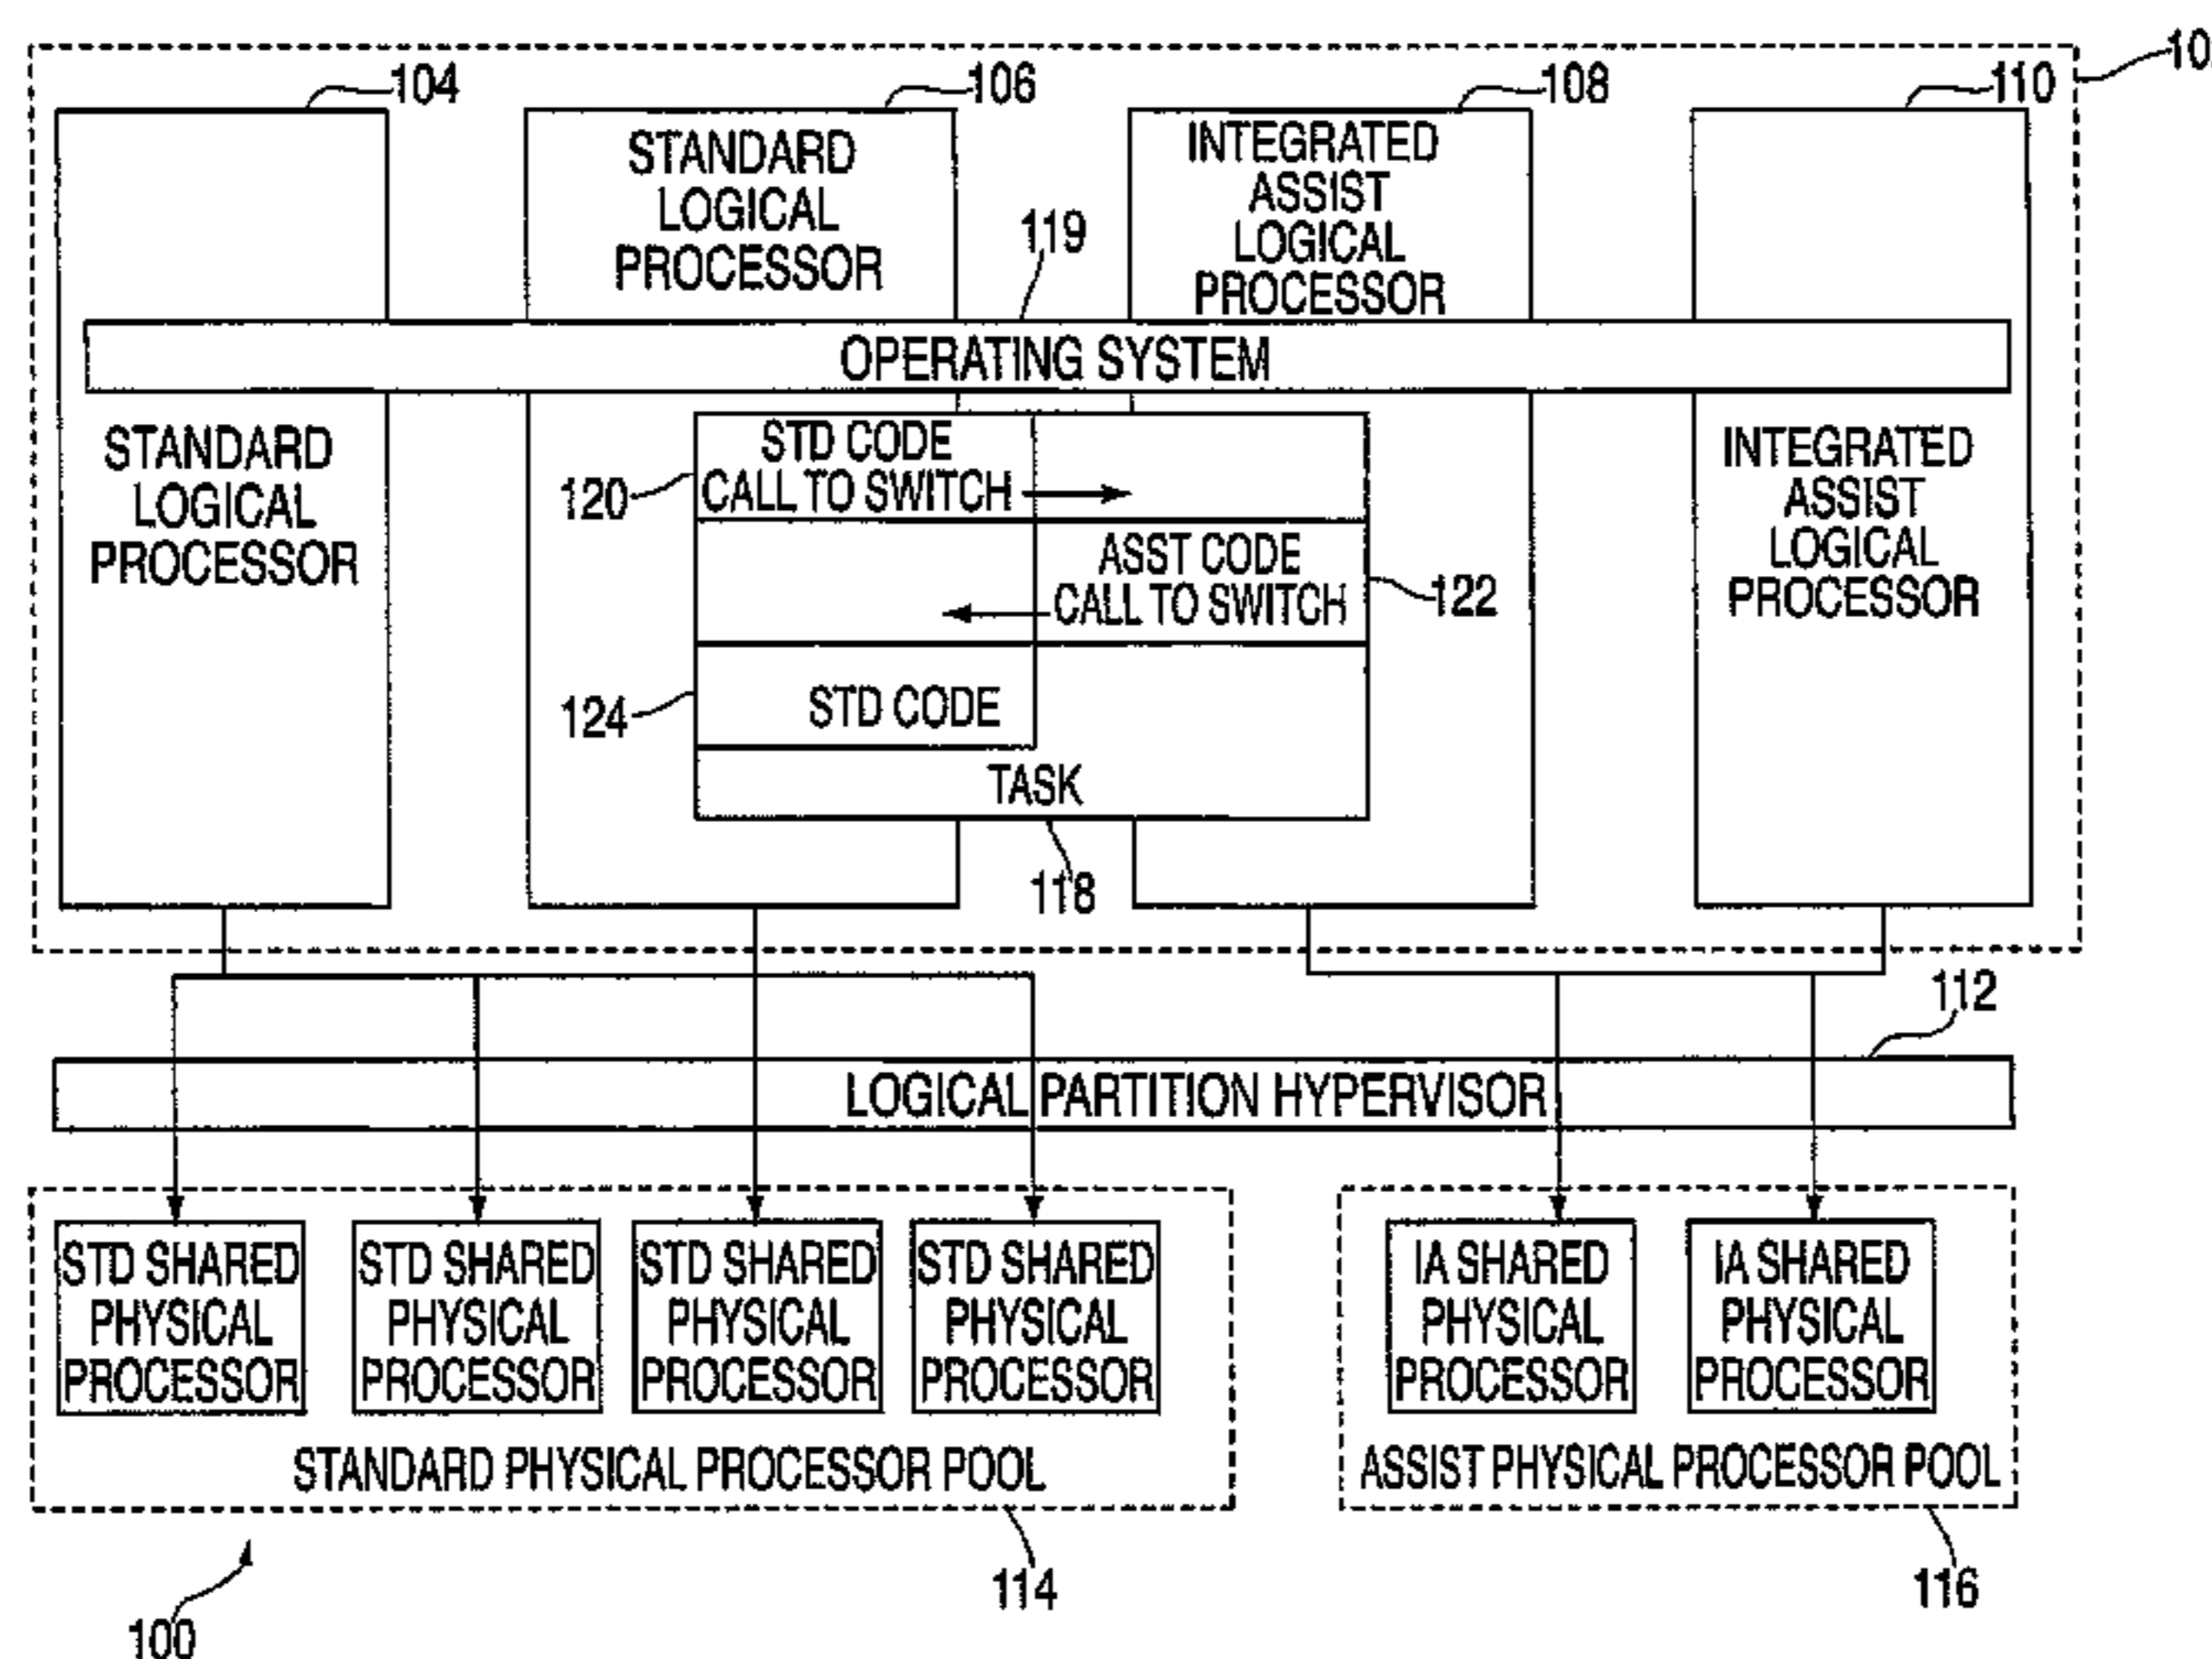 10
104
106
108
110
STANDARD
LOGICAL
PROCESSOR
INTEGRATED
ASSIST
LOGICAL
PROCESSOR
119
OPERATING SYSTEM
STANDARD
LOGICAL
PROCESSOR
120
STD CODE
CALL TO SWITCH
ASST CODE
CALL TO SWITCH
122
124
STD CODE
TASK
118
INTEGRATED
ASSIST
LOGICAL
PROCESSOR
112
LOGICAL PARTITION HYPERVISOR
STD SHARED
PHYSICAL
PROCESSOR
STD SHARED
PHYSICAL
PROCESSOR
STD SHARED
PHYSICAL
PROCESSOR
STD SHARED
PHYSICAL
PROCESSOR
IA SHARED
PHYSICAL
PROCESSOR
IA SHARED
PHYSICAL
PROCESSOR
STANDARD PHYSICAL PROCESSOR POOL
ASSIST PHYSICAL PROCESSOR POOL
114
116
100